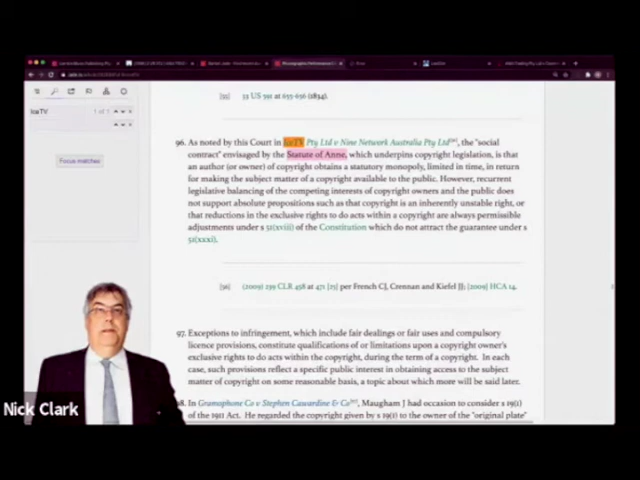 IceTV
1 of 1
Focus matches
[55] 33 US 591 at 655-656 (1834).
96. As noted by this Court in IceTV Pty Ltd v Nine Network Australia Pty Ltd[56], the "social
contract" envisaged by the Statute of Anne, which underpins copyright legislation, is that
an author (or owner) of copyright obtains a statutory monopoly, limited in time, in return
for making the subject matter of a copyright available to the public. However, recurrent
legislative balancing of the competing interests of copyright owners and the public does
not support absolute propositions such as that copyright is an inherently unstable right, or
that reductions in the exclusive rights to do acts within a copyright are always permissible
adjustments under s 51(xviii) of the Constitution which do not attract the guarantee under s
51(xxxi).
[56] (2009) 239 CLR 458 at 471 [25] per French CJ, Crennan and Kiefel JJ; [2009] HCA 14.
97. Exceptions to infringement, which include fair dealings or fair uses and compulsory
licence provisions, constitute qualifications of or limitations upon a copyright owner's
exclusive rights to do acts within the copyright, during the term of a copyright. In each
case, such provisions reflect a specific public interest in obtaining access to the subject
matter of copyright on some reasonable basis, a topic about which more will be said later.
98. In Gramophone Co v Stephen Cawardine & Co, Maugham J had occasion to consider s 19(1)
of the 1911 Act. He regarded the copyright given by s 19(1) to the owner of the "original plate"
Nick Clark